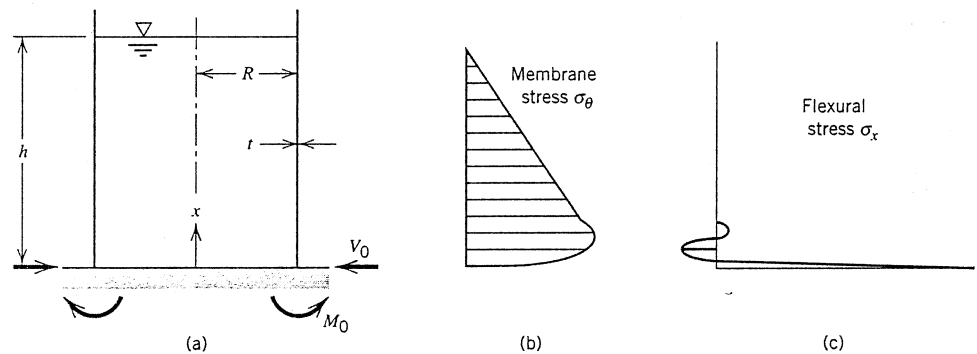 h
R
t
x
V₀
M₀
(a)
Membrane
stress σθ
(b)
Flexural
stress σx
(c)